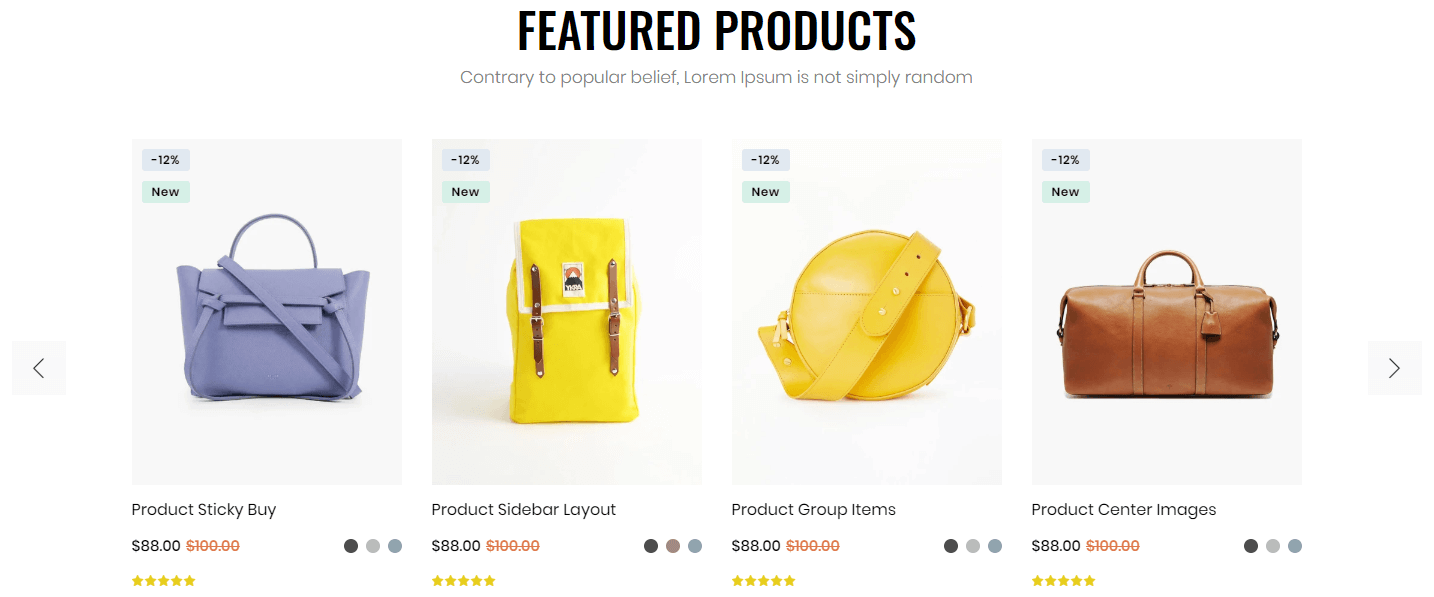 FEATURED PRODUCTS
Contrary to popular belief, Lorem Ipsum is not simply random
-12%
New
-12%
New
-12%
New
-12%
New
YKRA
Product Sticky Buy
$88.00 $100.00
Product Sidebar Layout
$88.00 $100.00
Product Group Items
$88.00 $100.00
Product Center Images
$88.00 $100.00